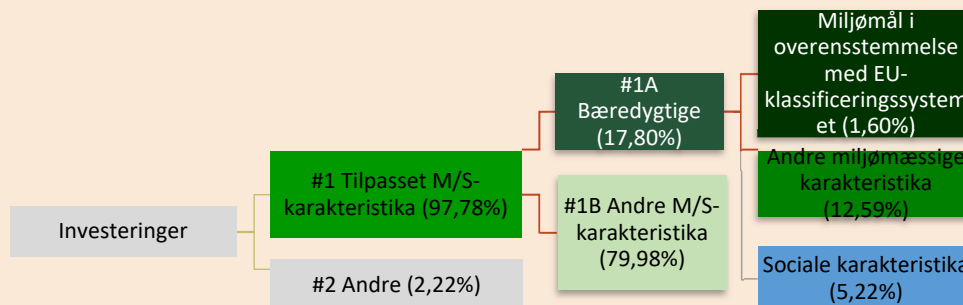 Investeringer
#1 Tilpasset M/S-
karakteristika (97,78%)
#2 Andre (2,22%)
#1A
Bæredygtige
(17,80%)
#1B Andre M/S-
karakteristika
(79,98%)
Miljømål i
overensstemmelse
med EU-
klassificeringssystem
et (1,60%)
Andre miljømæssige
karakteristika
(12,59%)
Sociale karakteristika
(5,22%)